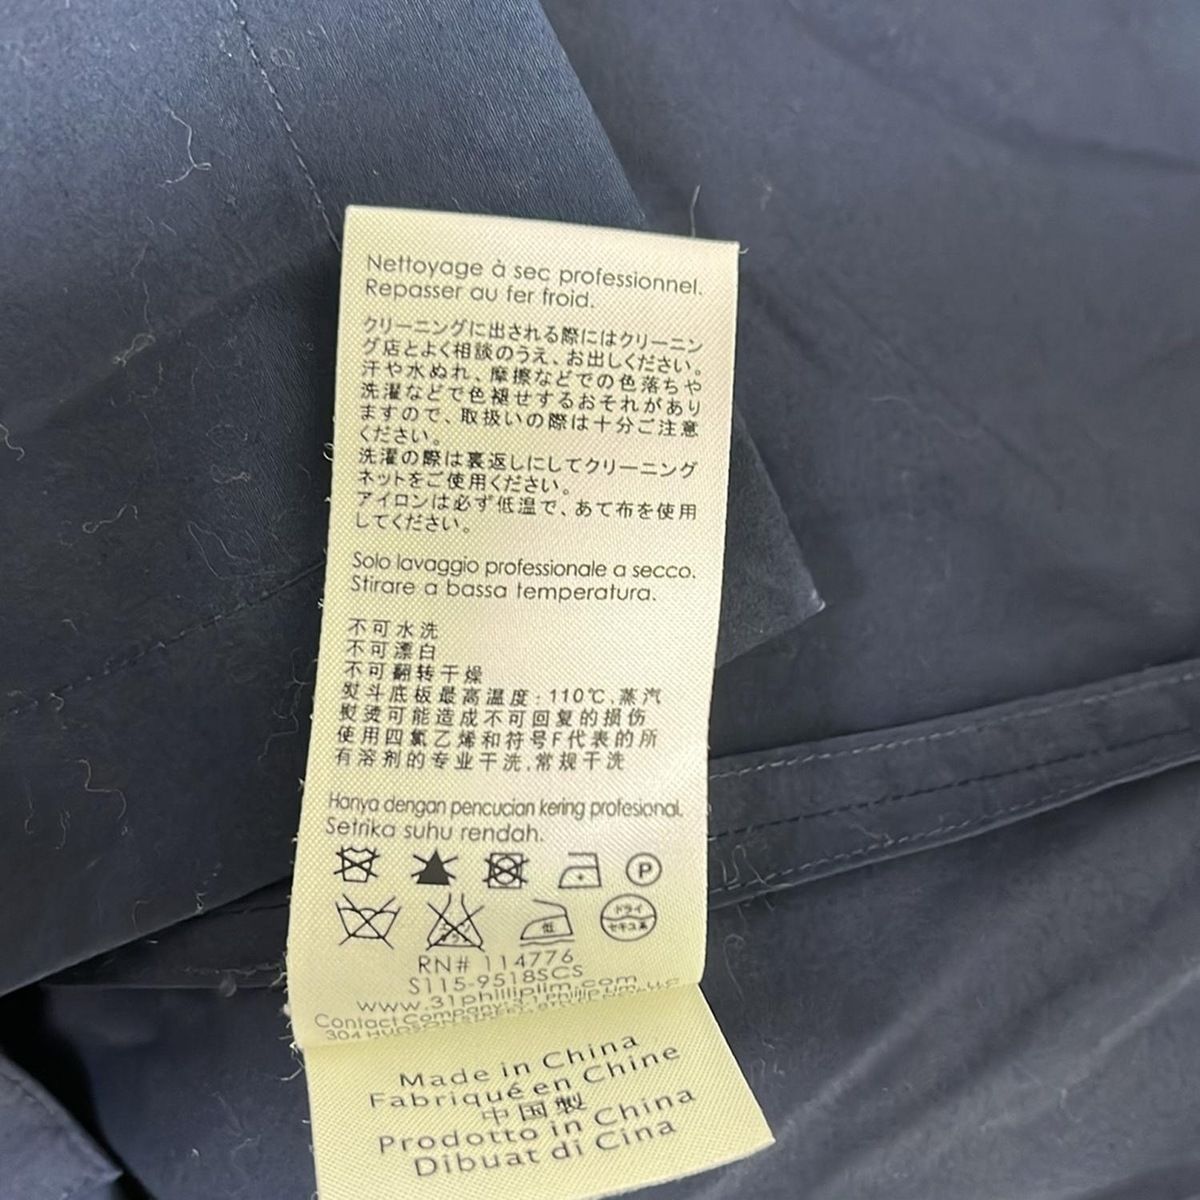 Nettoyage à sec professionnel.
Repasser au fer froid.
クリーニングに出される際にはクリーニン
グ店とよく相談のうえ、お出しください。
汗や水ぬれ、摩擦などでの色落ちや
洗濯などで色褪せするおそれがあり
ますので、取扱いの際は十分ご注意
ください。
洗濯の際は裏返しにしてクリーニング
ネットをご使用ください。
アイロンは必ず低温で、あて布を使用
してください。
Solo lavaggio professionale a secco.
Stirare a bassa temperatura.
不可水洗
不可漂白
不可翻转干燥
熨斗底板最高温度:110℃,蒸汽
熨烫可能造成不可回复的损伤
使用四氯乙烯和符号F代表的所
有溶剂的专业干洗,常规干洗
Hanya dengan pencucian kering profesional.
Setrika suhu rendah.
P
低 ドライ
セキユ系
RN# 114776
S115-9518SCS
www.31philliplim.com
Contact Company: 3.1 Phillip Lim LLC
304 HUDSON STREET
Made in China
Fabriqué en Chine
中国製
Prodotto in China
Dibuat di Cina